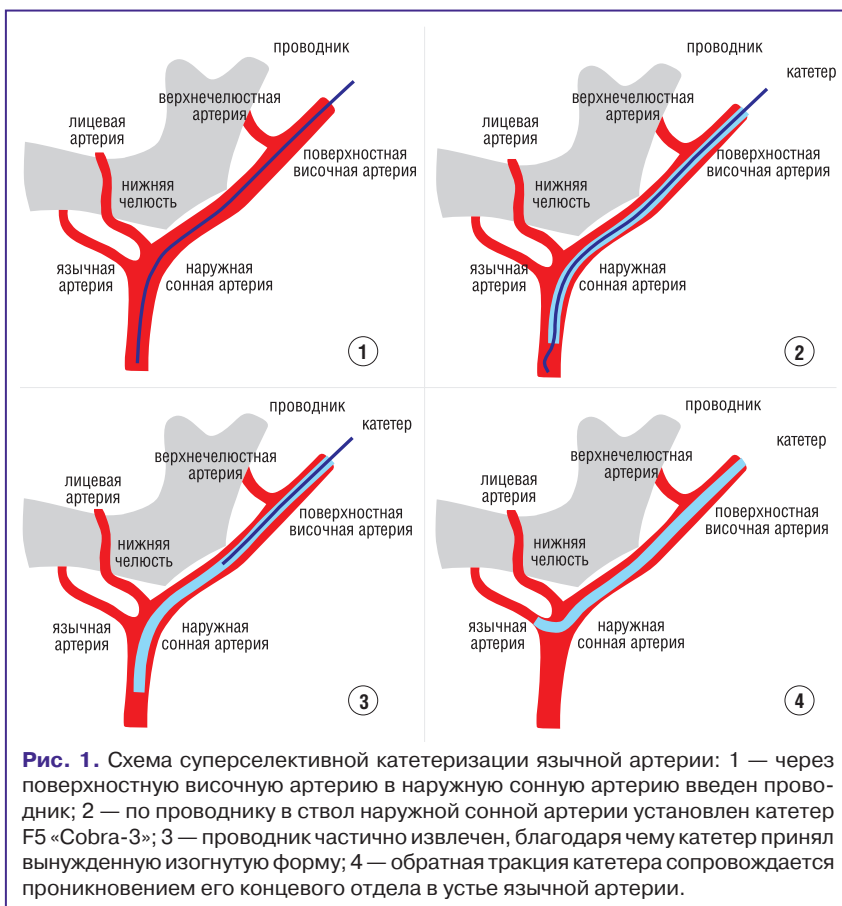 проводник
верхнечелюстная
артерия
лицевая
артерия
поверхностная
височная артерия
нижняя
челюсть
язычная
артерия
наружная
сонная артерия
1
проводник
катетер
верхнечелюстная
артерия
лицевая
артерия
поверхностная
височная артерия
нижняя
челюсть
язычная
артерия
наружная
сонная артерия
2
проводник
катетер
верхнечелюстная
артерия
лицевая
артерия
поверхностная
височная артерия
нижняя
челюсть
язычная
артерия
наружная
сонная артерия
3
проводник
катетер
верхнечелюстная
артерия
лицевая
артерия
поверхностная
височная артерия
нижняя
челюсть
язычная
артерия
наружная
сонная артерия
4
Рис. 1. Схема суперселективной катетеризации язычной артерии: 1 — через
поверхностную височную артерию в наружную сонную артерию введен прово-
дник; 2 — по проводнику в ствол наружной сонной артерии установлен катетер
F5 «Cobra-3»; 3 — проводник частично извлечен, благодаря чему катетер принял
вынужденную изогнутую форму; 4 — обратная тракция катетера сопровождается
проникновением его концевого отдела в устье язычной артерии.